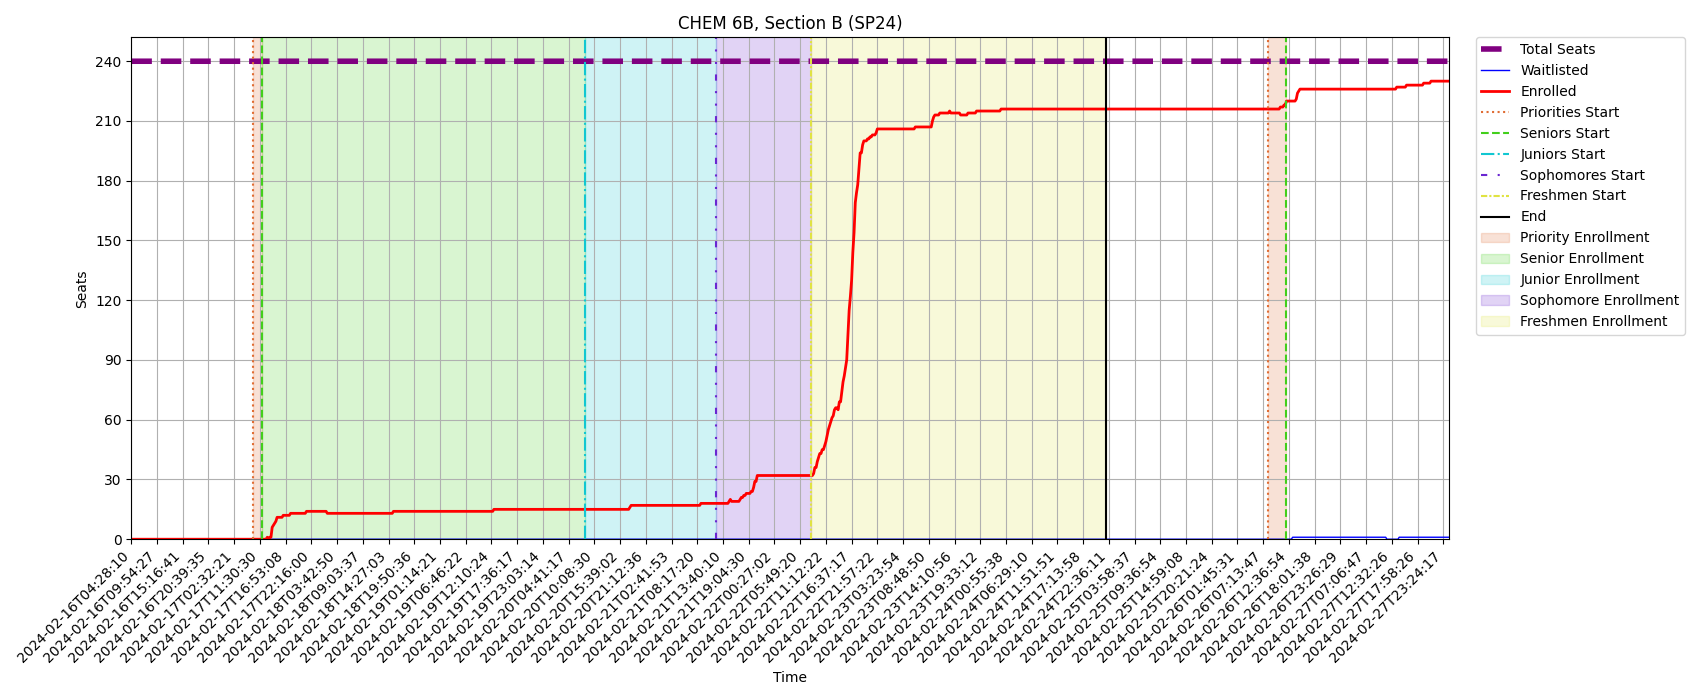 CHEM 6B, Section B (SP24)
Seats
240
210
180
150
120
90
60
30
0
2024-02-16T04:28:10
2024-02-16T09:54:27
2024-02-16T15:16:41
2024-02-16T20:39:35
2024-02-17T02:32:21
2024-02-17T11:30:30
2024-02-17T16:53:08
2024-02-17T22:16:00
2024-02-18T03:42:50
2024-02-18T09:03:37
2024-02-18T14:27:03
2024-02-18T19:50:36
2024-02-19T01:14:21
2024-02-19T06:46:22
2024-02-19T12:10:24
2024-02-19T17:36:17
2024-02-19T23:03:14
2024-02-20T04:41:17
2024-02-20T10:08:30
2024-02-20T15:39:02
2024-02-20T21:12:36
2024-02-21T02:41:53
2024-02-21T08:17:20
2024-02-21T13:40:10
2024-02-21T19:04:30
2024-02-22T00:27:02
2024-02-22T05:49:20
2024-02-22T11:12:22
2024-02-22T16:37:17
2024-02-22T21:57:22
2024-02-23T03:23:54
2024-02-23T08:48:50
2024-02-23T14:10:56
2024-02-23T19:33:12
2024-02-24T00:55:38
2024-02-24T06:29:10
2024-02-24T11:51:51
2024-02-24T17:13:58
2024-02-24T22:36:11
2024-02-25T03:58:37
2024-02-25T09:36:54
2024-02-25T14:59:08
2024-02-25T20:21:24
2024-02-26T01:45:31
2024-02-26T07:13:47
2024-02-26T12:36:54
2024-02-26T18:01:38
2024-02-26T23:26:29
2024-02-27T07:06:47
2024-02-27T12:32:26
2024-02-27T17:58:26
2024-02-27T23:24:17
Time
Total Seats
Waitlisted
Enrolled
Priorities Start
Seniors Start
Juniors Start
Sophomores Start
Freshmen Start
End
Priority Enrollment
Senior Enrollment
Junior Enrollment
Sophomore Enrollment
Freshmen Enrollment